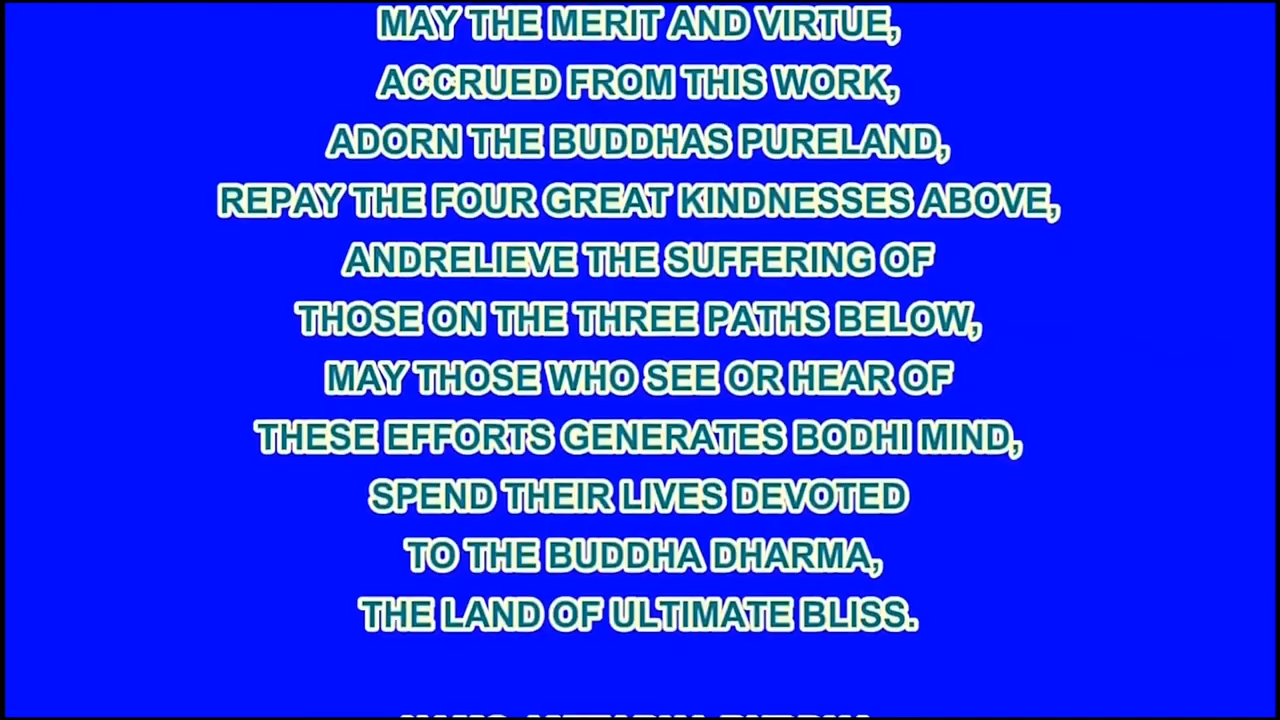 MAY THE MERIT AND VIRTUE,
ACCRUED FROM THIS WORK,
ADORN THE BUDDHAS PURELAND,
REPAY THE FOUR GREAT KINDNESSES ABOVE,
ANDRELIEVE THE SUFFERING OF
THOSE ON THE THREE PATHS BELOW,
MAY THOSE WHO SEE OR HEAR OF
THESE EFFORTS GENERATES BODHI MIND,
SPEND THEIR LIVES DEVOTED
TO THE BUDDHA DHARMA,
THE LAND OF ULTIMATE BLISS.